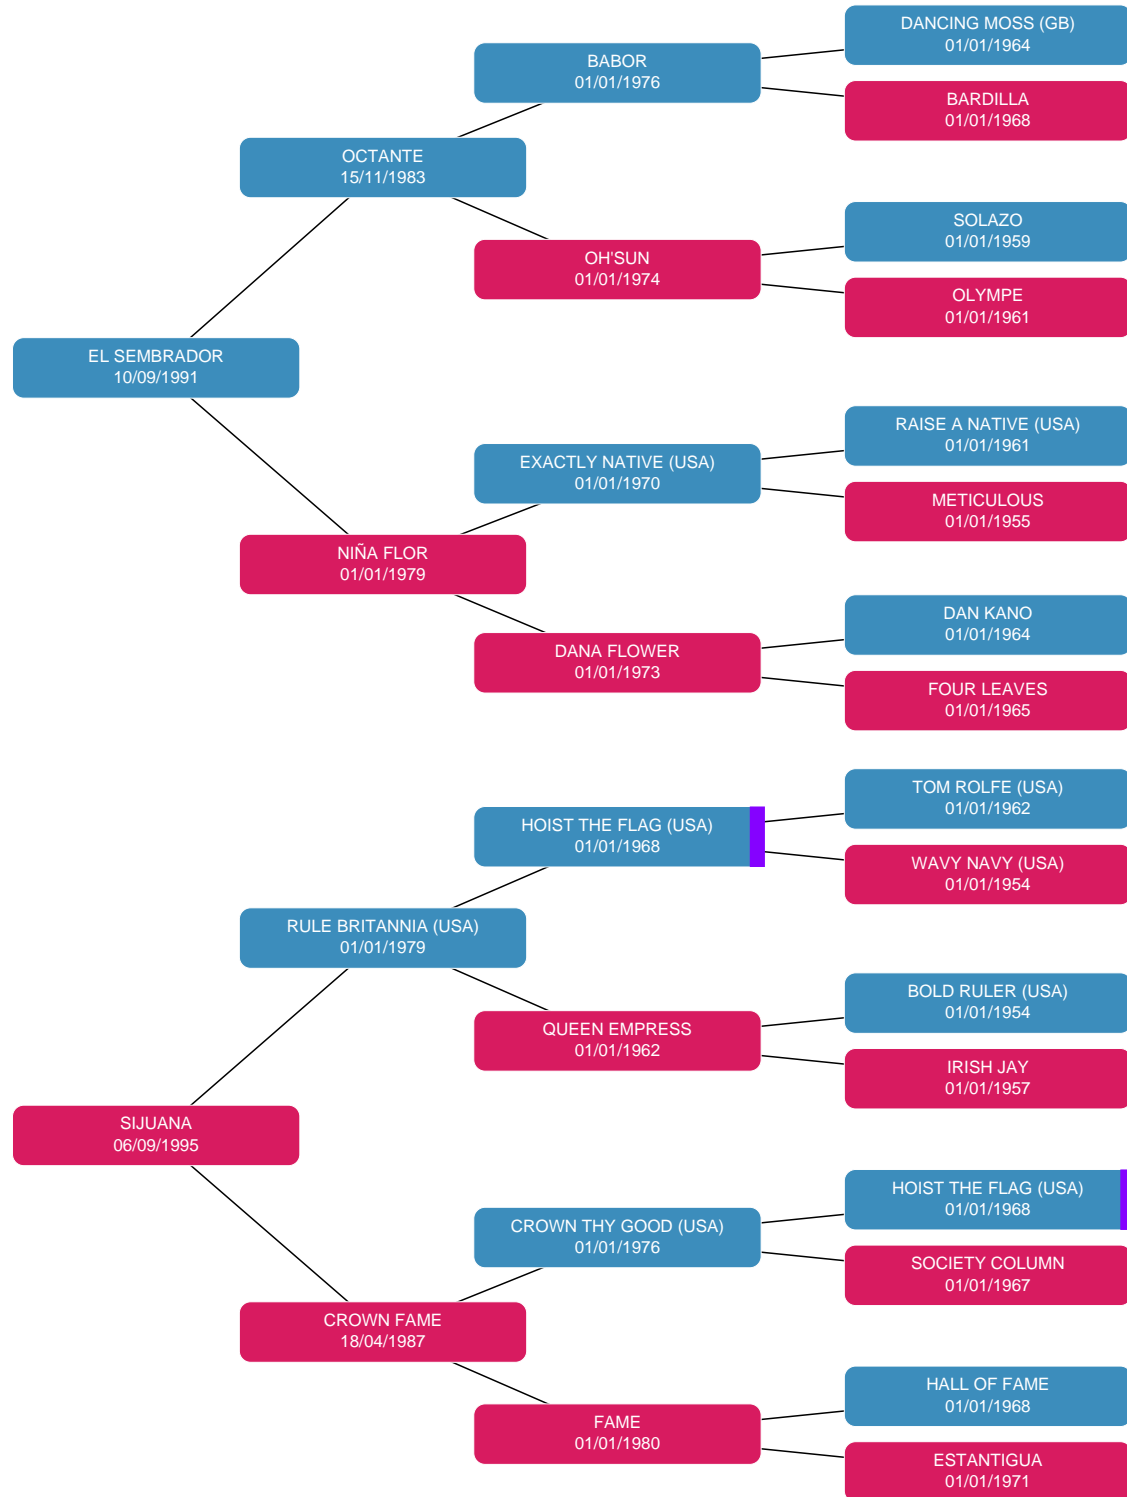 DANCING MOSS (GB)
01/01/1964
BABOR
01/01/1976
BARDILLA
01/01/1968
OCTANTE
15/11/1983
SOLAZO
01/01/1959
OH'SUN
01/01/1974
OLYMPE
01/01/1961
EL SEMBRADOR
10/09/1991
RAISE A NATIVE (USA)
01/01/1961
EXACTLY NATIVE (USA)
01/01/1970
METICULOUS
01/01/1955
NIÑA FLOR
01/01/1979
DAN KANO
01/01/1964
DANA FLOWER
01/01/1973
FOUR LEAVES
01/01/1965
TOM ROLFE (USA)
01/01/1962
HOIST THE FLAG (USA)
01/01/1968
WAVY NAVY (USA)
01/01/1954
RULE BRITANNIA (USA)
01/01/1979
BOLD RULER (USA)
01/01/1954
QUEEN EMPRESS
01/01/1962
IRISH JAY
01/01/1957
SIJUANA
06/09/1995
HOIST THE FLAG (USA)
01/01/1968
CROWN THY GOOD (USA)
01/01/1976
SOCIETY COLUMN
01/01/1967
CROWN FAME
18/04/1987
HALL OF FAME
01/01/1968
FAME
01/01/1980
ESTANTIGUA
01/01/1971